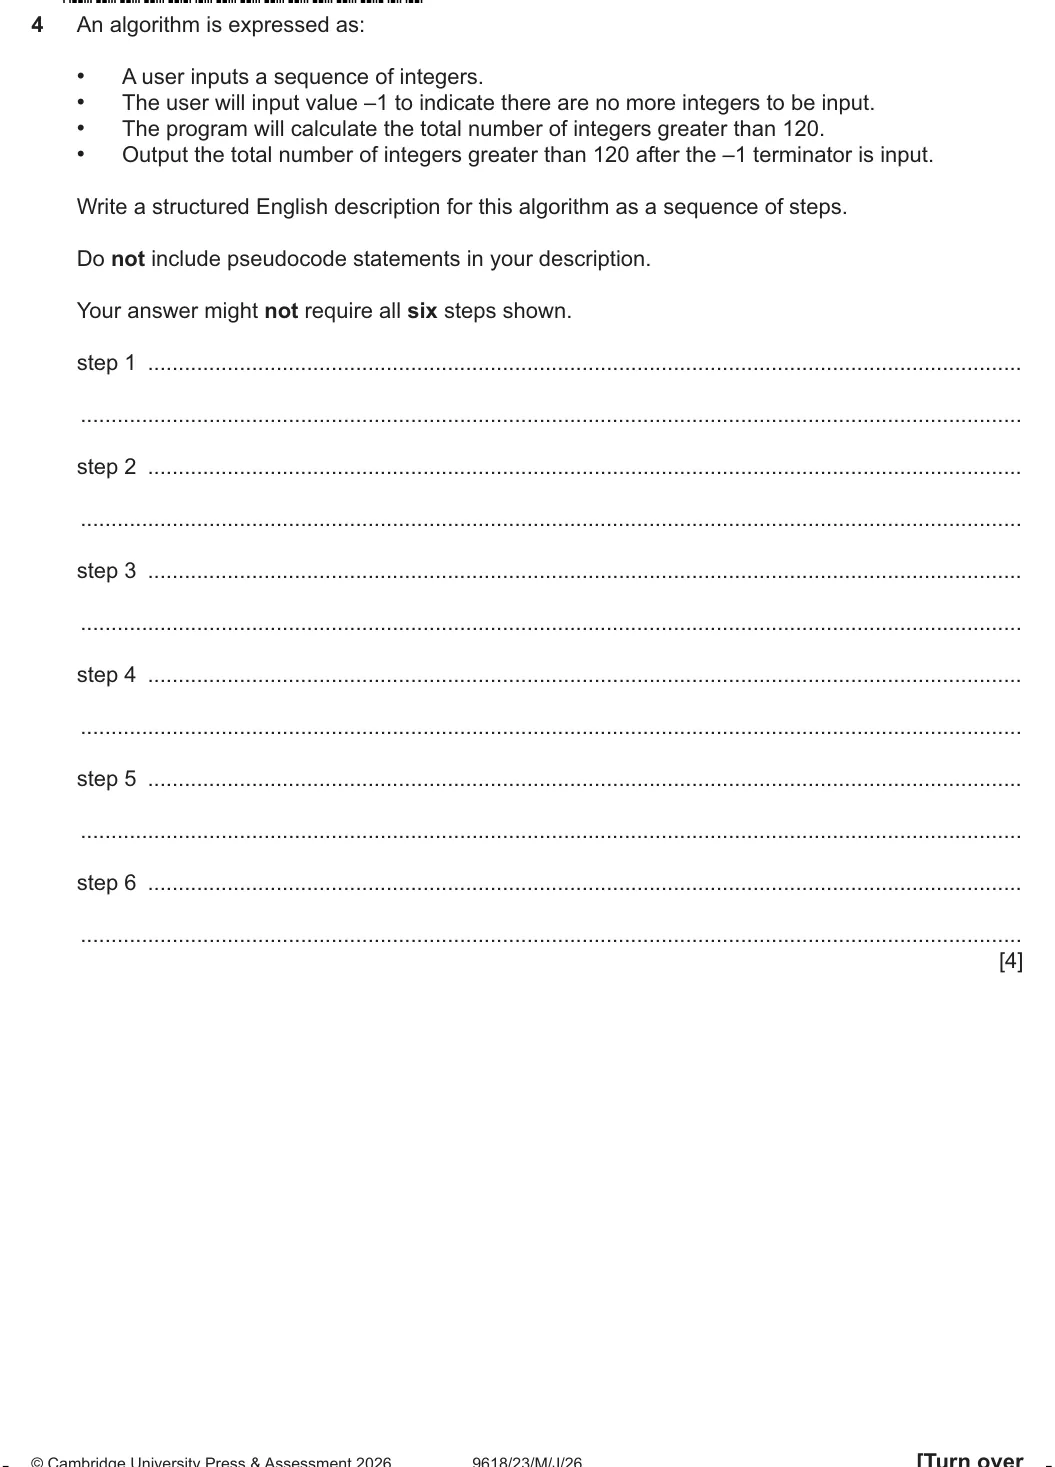 4 An algorithm is expressed as:
• A user inputs a sequence of integers.
• The user will input value –1 to indicate there are no more integers to be input.
• The program will calculate the total number of integers greater than 120.
• Output the total number of integers greater than 120 after the –1 terminator is input.
Write a structured English description for this algorithm as a sequence of steps.
Do not include pseudocode statements in your description.
Your answer might not require all six steps shown.
step 1 ................................................................
................................................................
step 2 ................................................................
................................................................
step 3 ................................................................
................................................................
step 4 ................................................................
................................................................
step 5 ................................................................
................................................................
step 6 ................................................................
................................................................
[4]
© Cambridge University Press & Assessment 2026 9618/23/M/J/26 [Turn over